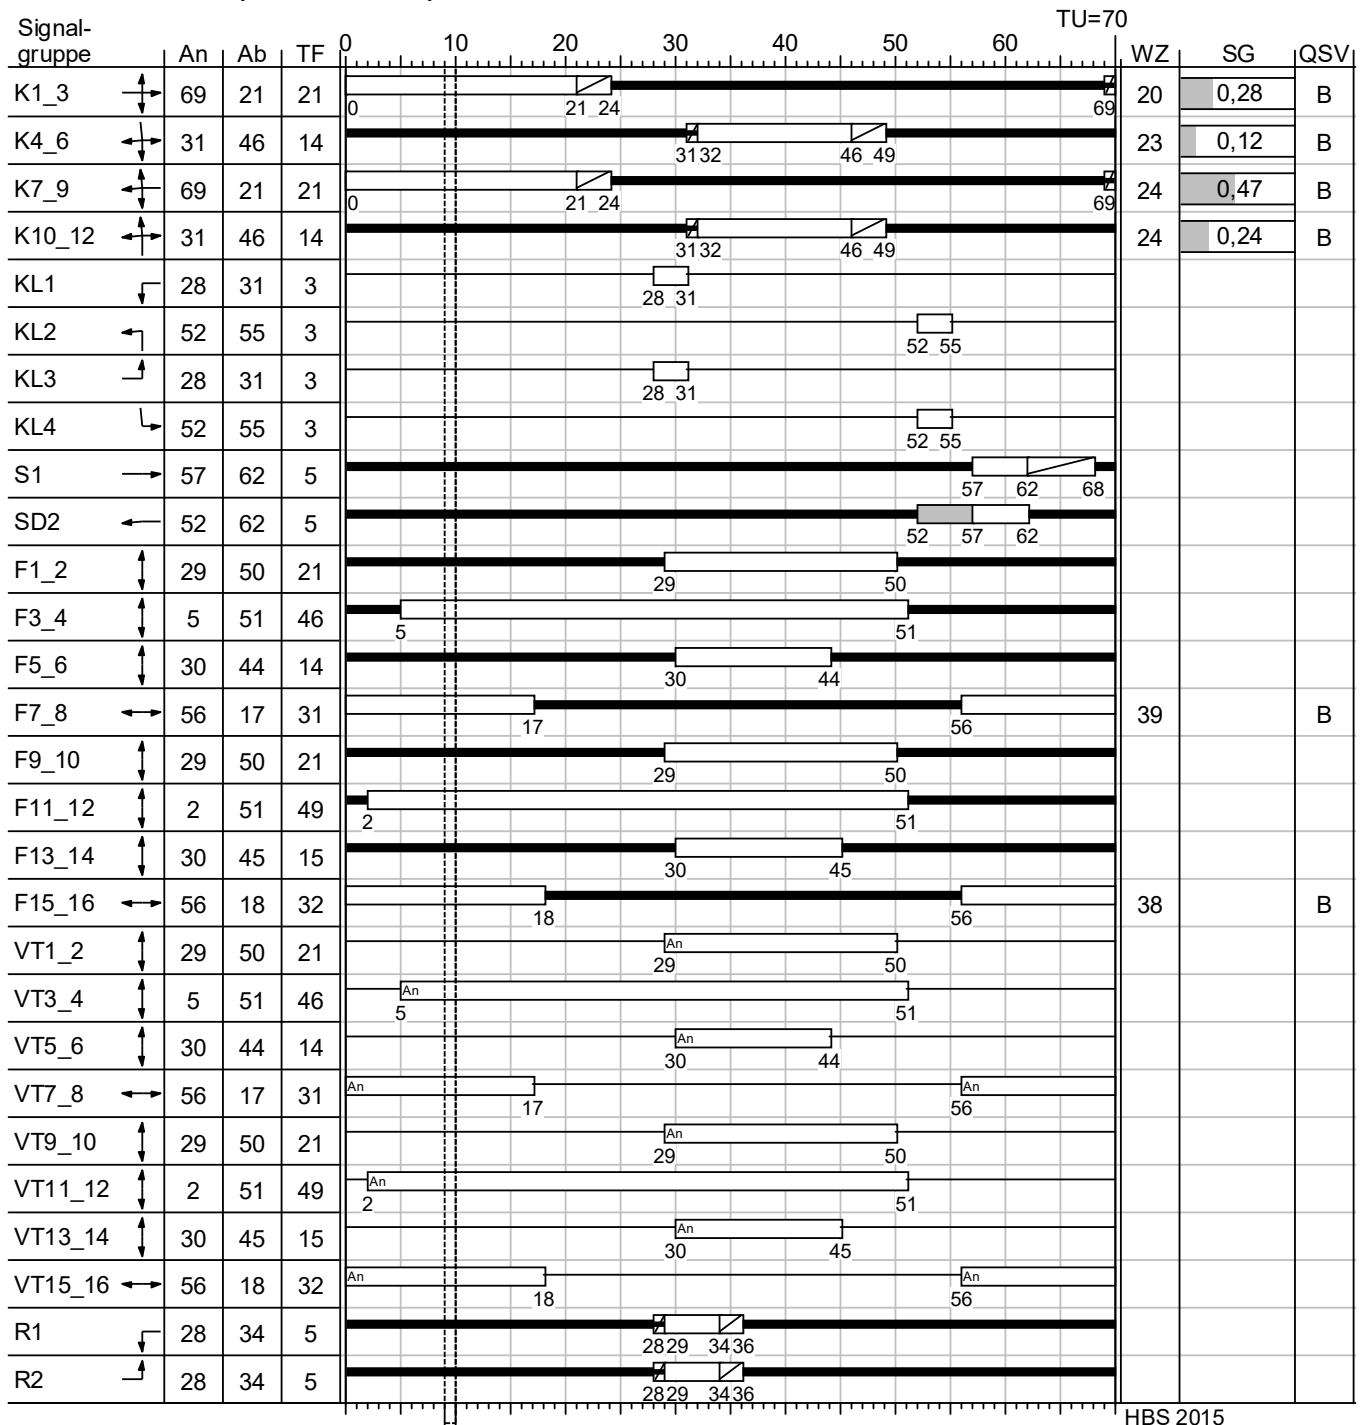 TU=70
Signal-
gruppe An Ab TF 0 10 20 30 40 50 60 WZ SG QSV
K1_3 69 21 21 20 0,28 B
0 21 24 69
K4_6 31 46 14 23 0,12 B
31 32 46 49
K7_9 69 21 21 24 0,47 B
0 21 24 69
K10_12 31 46 14 24 0,24 B
31 32 46 49
KL1 28 31 3
28 31
KL2 52 55 3
52 55
KL3 28 31 3
28 31
KL4 52 55 3
52 55
S1 57 62 5
57 62 68
SD2 52 62 5
52 57 62
F1_2 29 50 21
29 50
F3_4 5 51 46
5 51
F5_6 30 44 14
30 44
F7_8 56 17 31 39 B
17 56
F9_10 29 50 21
29 50
F11_12 2 51 49
2 51
F13_14 30 45 15
30 45
F15_16 56 18 32 38 B
18 56
VT1_2 29 50 21 An
29 50
VT3_4 5 51 46 An
5 51
VT5_6 30 44 14 An
30 44
VT7_8 56 17 31 An An
17 56
VT9_10 29 50 21 An
29 50
VT11_12 2 51 49 An
2 51
VT13_14 30 45 15 An
30 45
VT15_16 56 18 32 An An
18 56
R1 28 34 5
28 29 34 36
R2 28 34 5
28 29 34 36
HBS 2015